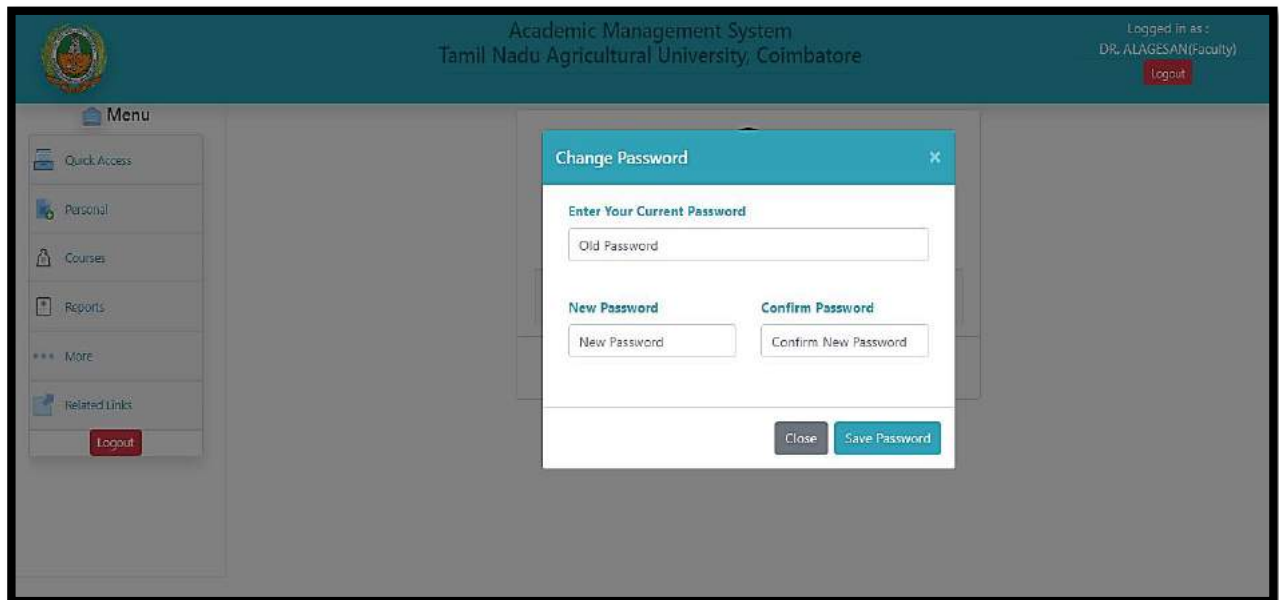 Academic Management System
Tamil Nadu Agricultural University, Coimbatore
Logged in as :
DR. ALAGESAN(Faculty)
Logout
Menu
Quick Access
Personal
Courses
Reports
More
Related Links
Logout
Change Password ×
Enter Your Current Password
Old Password
New Password Confirm Password
New Password Confirm New Password
Close Save Password